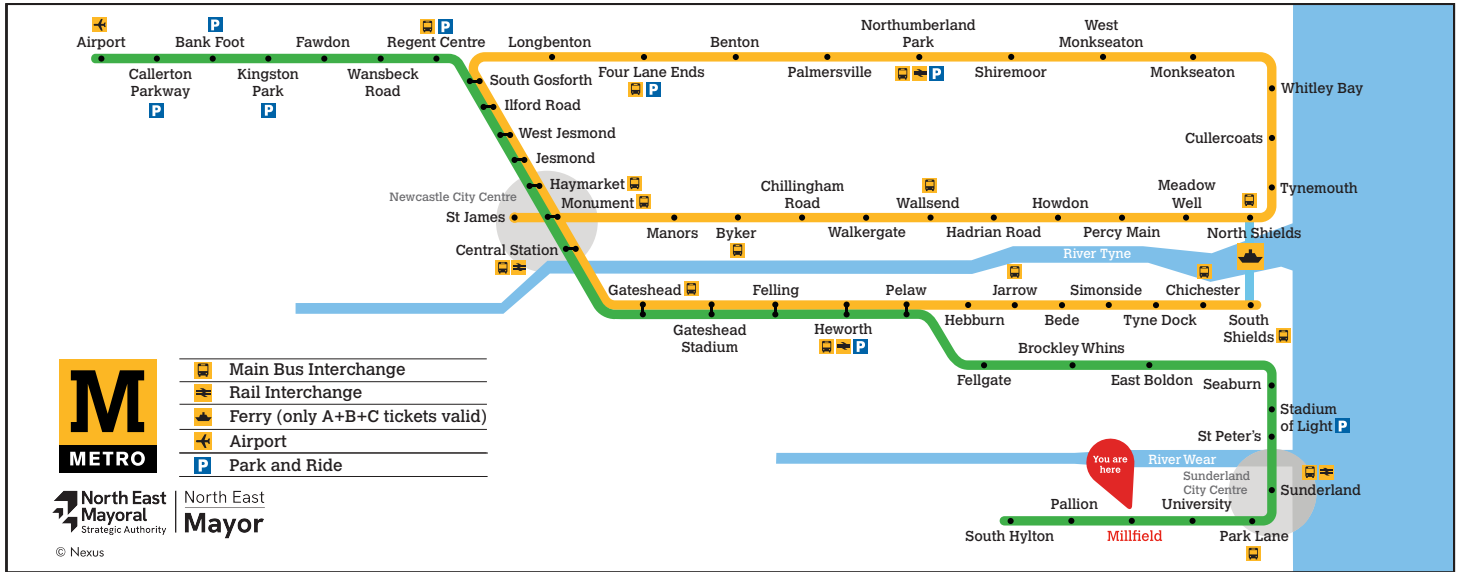 Airport
Callerton
Parkway
P
Bank Foot
P
Kingston
Park
P
Fawdon
Wansbeck
Road
Regent Centre
P
South Gosforth
Ilford Road
West Jesmond
Jesmond
Haymarket
Newcastle City Centre
Monument
St James
Central Station
Longbenton
Four Lane Ends
P
Benton
Palmersville
Northumberland
Park
P
Shiremoor
West
Monkseaton
Monkseaton
Whitley Bay
Cullercoats
Tynemouth
Manors
Byker
Chillingham
Road
Walkergate
Wallsend
Hadrian Road
Howdon
Percy Main
Meadow
Well
North Shields
River Tyne
Gateshead
Gateshead
Stadium
Felling
Heworth
P
Pelaw
Hebburn
Jarrow
Bede
Simonside
Tyne Dock
Chichester
South
Shields
Fellgate
Brockley Whins
East Boldon
Seaburn
Stadium
of Light P
St Peter's
River Wear
Sunderland
City Centre
Sunderland
Park Lane
University
You are
here
Millfield
Pallion
South Hylton
M
METRO
Main Bus Interchange
Rail Interchange
Ferry (only A+B+C tickets valid)
Airport
P Park and Ride
North East
Mayoral
Strategic Authority
North East
Mayor
© Nexus